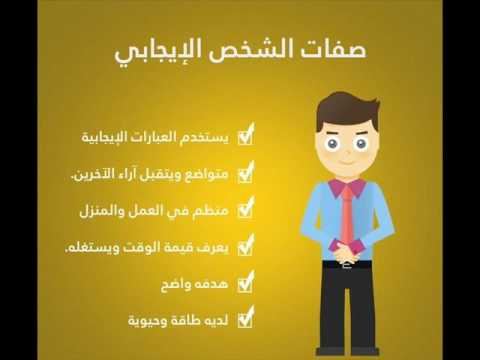 صفات الشخص الإيجابي
يستخدم العبارات الإيجابية
متواضع ويتقبل آراء الآخرين.
منظم في العمل والمنزل
يعرف قيمة الوقت ويستغله.
هدفه واضح
لديه طاقة وحيوية